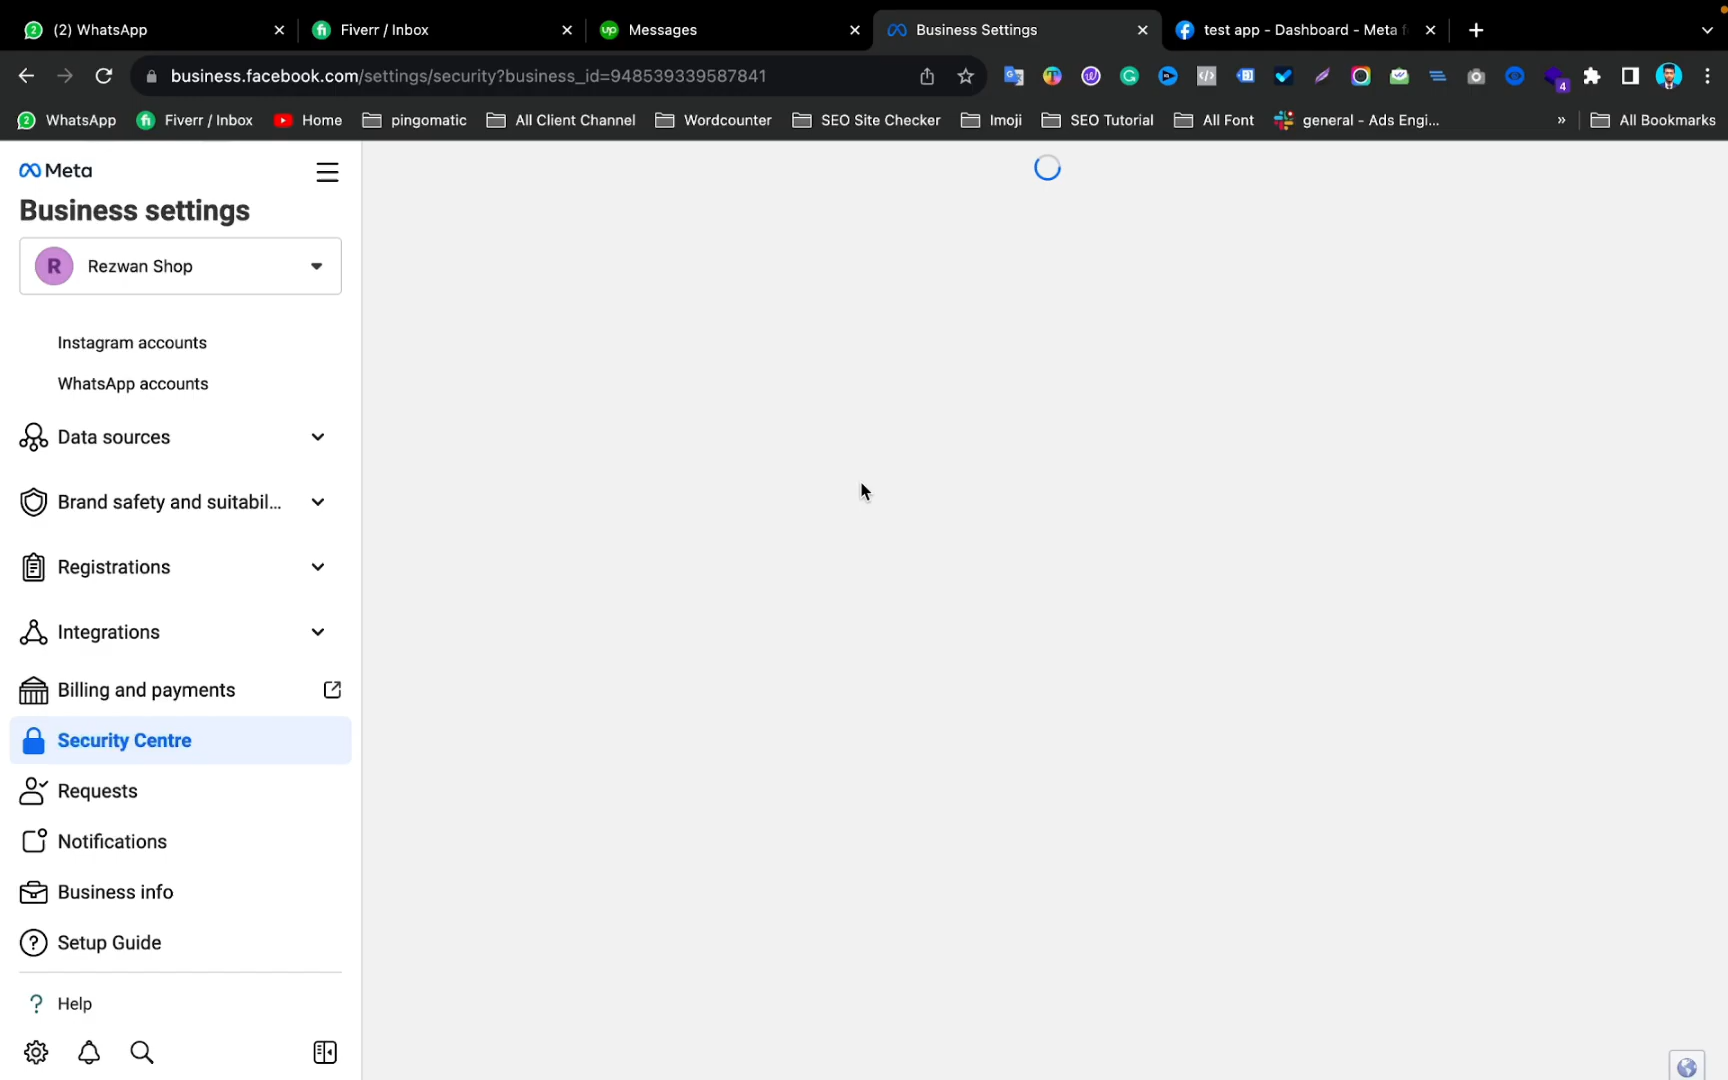 (2) WhatsApp
Fiverr / Inbox
Messages
Business Settings
test app - Dashboard - Meta f
business.facebook.com/settings/security?business_id=948539339587841
4
WhatsApp
Fiverr / Inbox
Home
pingomatic
All Client Channel
Wordcounter
SEO Site Checker
Imoji
SEO Tutorial
All Font
general - Ads Engi...
»
All Bookmarks
Meta
Business settings
R
Rezwan Shop
Instagram accounts
WhatsApp accounts
Data sources
Brand safety and suitabil...
Registrations
Integrations
Billing and payments
Security Centre
Requests
Notifications
Business info
Setup Guide
? Help